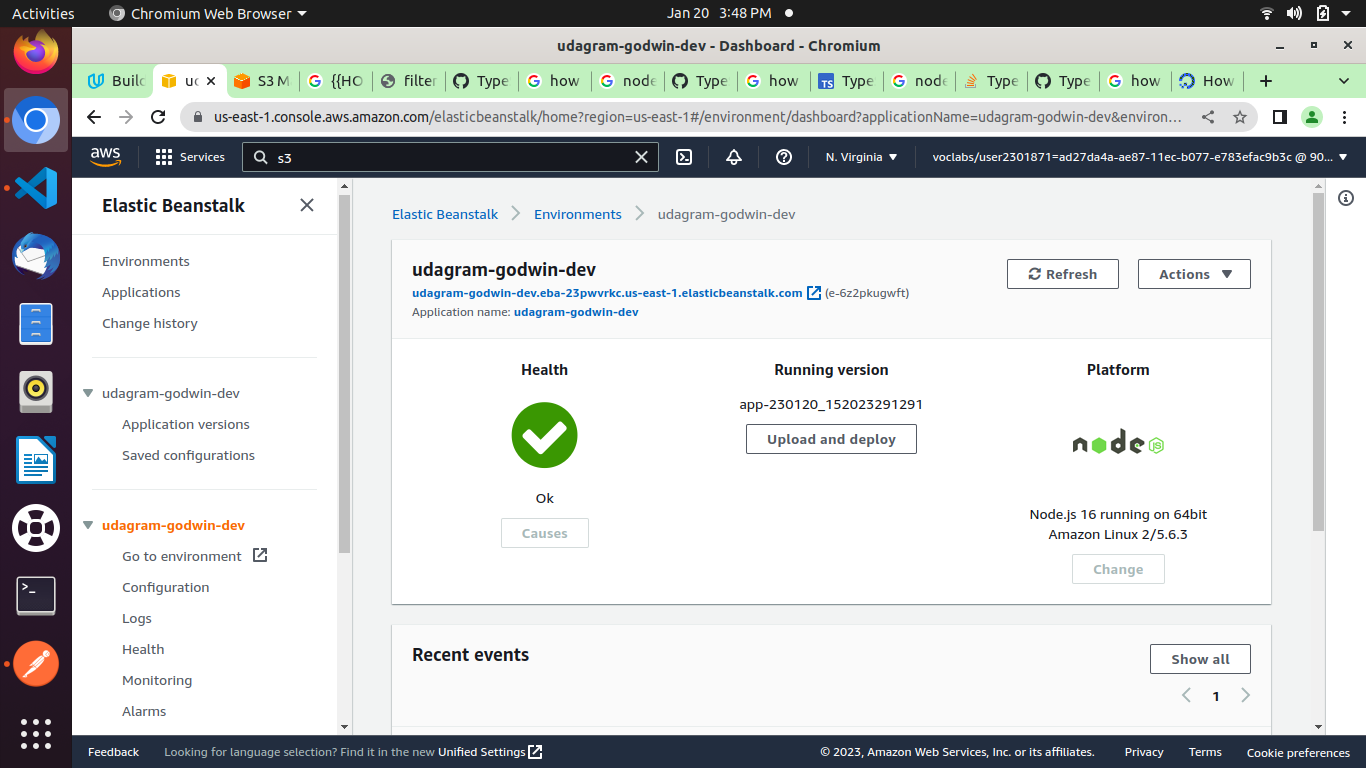 Activities
Chromium Web Browser
Jan 20 3:48 PM
udagram-godwin-dev - Dashboard - Chromium
Build
S3 M
{{HO
filter
Type
how
node
Type
how
TS
Type
node
Type
Type
how
How
us-east-1.console.aws.amazon.com/elasticbeanstalk/home?region=us-east-1#/environment/dashboard?applicationName=udagram-godwin-dev&environ...
aws
Services
s3
N. Virginia
voclabs/user2301871=ad27da4a-ae87-11ec-b077-e783efac9b3c @ 90...
Elastic Beanstalk
Environments
Applications
Change history
udagram-godwin-dev
Application versions
Saved configurations
udagram-godwin-dev
Go to environment
Configuration
Logs
Health
Monitoring
Alarms
Elastic Beanstalk
Environments
udagram-godwin-dev
udagram-godwin-dev
udagram-godwin-dev.eba-23pwvrkc.us-east-1.elasticbeanstalk.com (e-6z2pkugwft)
Application name: udagram-godwin-dev
Refresh
Actions
Health
Ok
Causes
Running version
app-230120_152023291291
Upload and deploy
Platform
node JS
Node.js 16 running on 64bit
Amazon Linux 2/5.6.3
Change
Recent events
Show all
1
Feedback
Looking for language selection? Find it in the new Unified Settings
© 2023, Amazon Web Services, Inc. or its affiliates.
Privacy
Terms
Cookie preferences